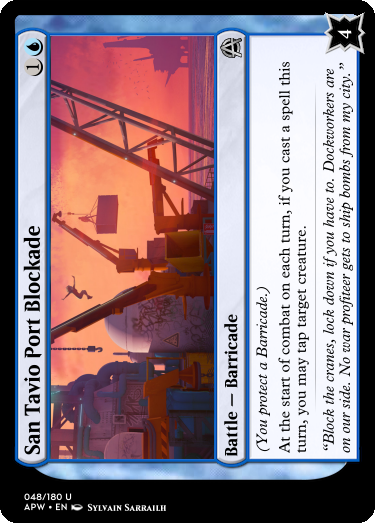 San Tavio Port Blockade
1
Battle — Barricade
(You protect a Barricade.)
At the start of combat on each turn, if you cast a spell this
turn, you may tap target creature.
“Block the cranes, lock down if you have to. Dockworkers are
on our side. No war profiteer gets to ship bombs from my city.”
4
048/180 U
APW • EN Sylvain Sarrailh